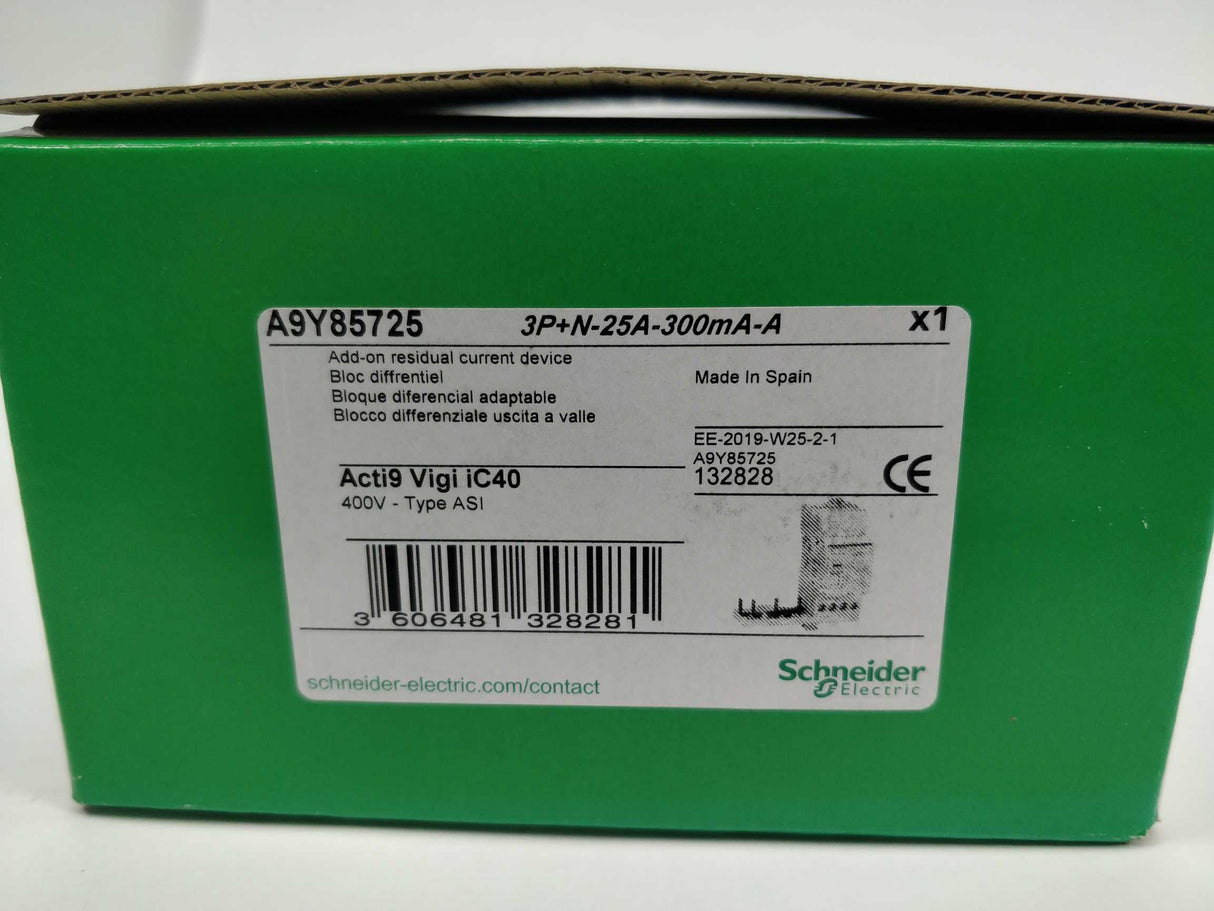 A9Y85725 3P+N-25A-300mA-A x1
Add-on residual current device
Bloc diffrentiel
Bloque diferencial adaptable
Blocco differenziale uscita a valle
Made In Spain
EE-2019-W25-2-1
A9Y85725
132828 CE
Acti9 Vigi iC40
400V - Type ASI
3 606481 328281
schneider-electric.com/contact
Schneider
Electric